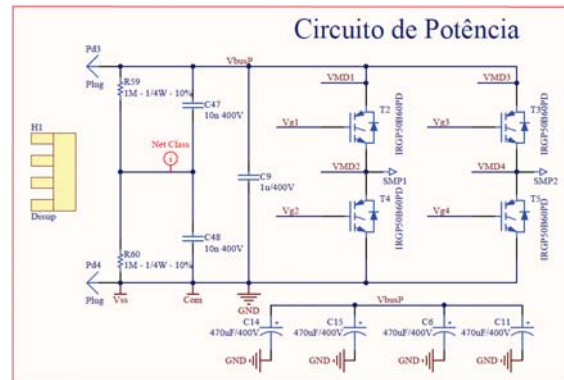 Circuito de Potência
Pd3
Plug
VbusP
R59
1M - 1/4W - 10%
C47
10n 400V
H1
Dissup
Net Class
i
C9
1u/400V
R60
1M - 1/4W - 10%
C48
10n 400V
Pd4
Plug
Vss
Com
GND
VMD1
T2
Vg1
IRGP50B60PD
VMD2
SMP1
T4
Vg2
IRGP50B60PD
VMD3
T3
Vg3
IRGP50B60PD
VMD4
SMP2
T5
Vg4
IRGP50B60PD
VbusP
C14
470uF/400V
GND
C15
470uF/400V
GND
C6
470uF/400V
GND
C11
470uF/400V
GND